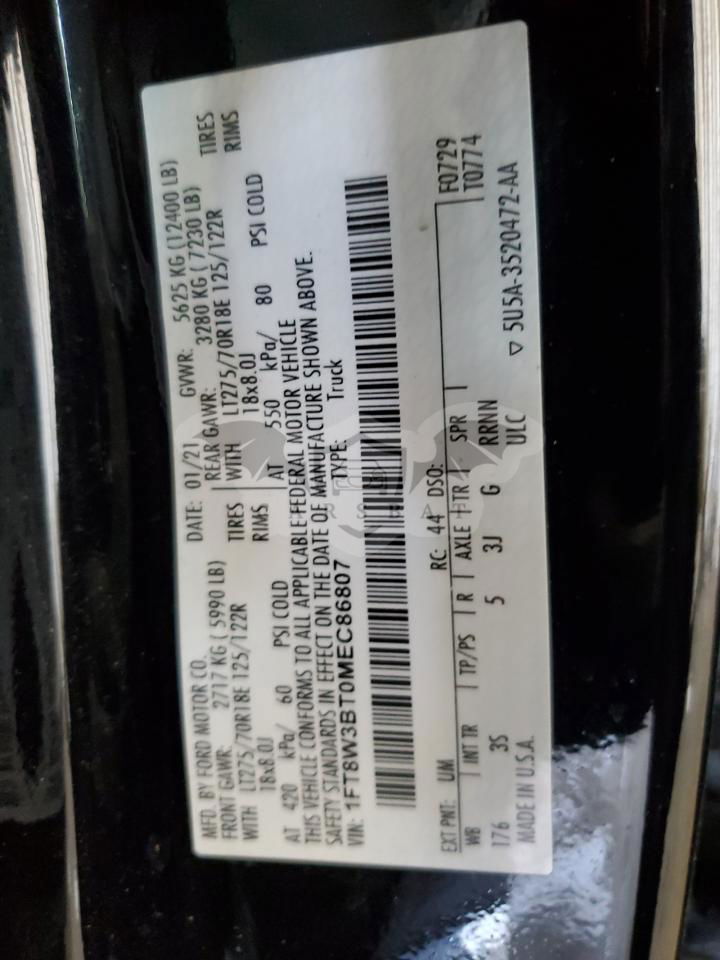 MFD. BY FORD MOTOR CO.
DATE: 01/21 GVWR: 5625 KG (12400 LB)
FRONT GAWR: 2717 KG ( 5990 LB)
REAR GAWR: 3280 KG ( 7230 LB)
WITH LT275/70R18E 125/122R TIRES
WITH LT275/70R18E 125/122R TIRES
18x8.0J RIMS
18x8.0J RIMS
AT 420 kPa/ 60 PSI COLD
AT 550 kPa/ 80 PSI COLD
THIS VEHICLE CONFORMS TO ALL APPLICABLE FEDERAL MOTOR VEHICLE
SAFETY STANDARDS IN EFFECT ON THE DATE OF MANUFACTURE SHOWN ABOVE.
VIN: 1FT8W3BT0MEC86807 TYPE: Truck
EXT PNT: UM RC: 44 DSO: F0729
WB INT TR TP/PS R AXLE TR SPR T0774
176 3S 5 3J G RRNN
MADE IN U.S.A. ULC ▽ 5U5A-3520472-AA